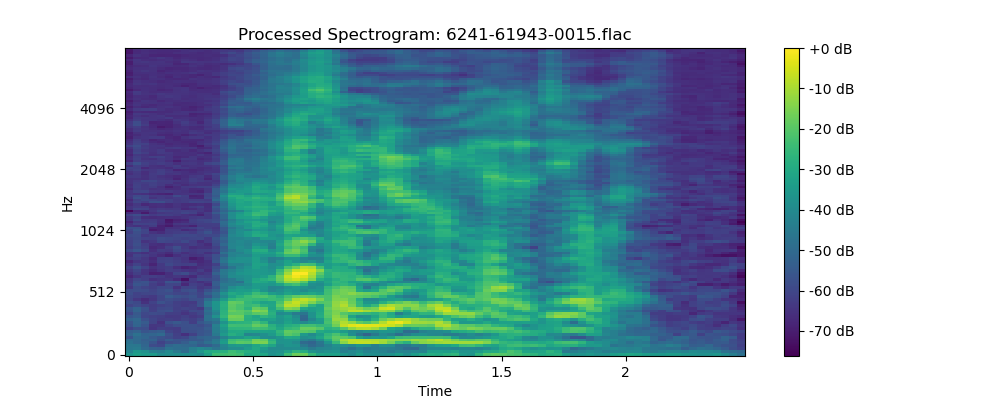 Processed Spectrogram: 6241-61943-0015.flac
Hz
4096
2048
1024
512
0
0
0.5
1
1.5
2
Time
+0 dB
-10 dB
-20 dB
-30 dB
-40 dB
-50 dB
-60 dB
-70 dB